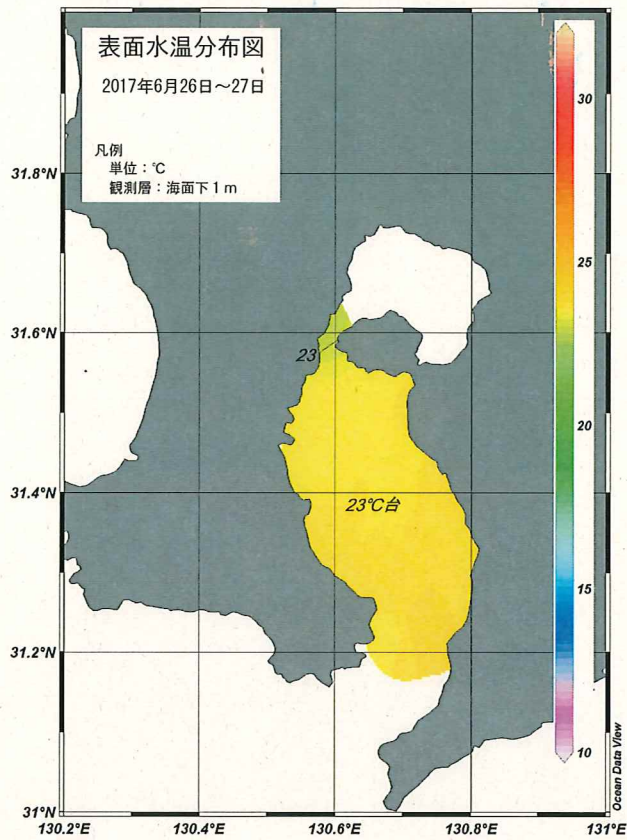 表面水温分布図
2017年6月26日～27日
凡例
単位：℃
観測層：海面下1m
30
25
20
15
10
31.8°N
31.6°N
31.4°N
31.2°N
31°N
23
23℃台
130.2°E
130.4°E
130.6°E
130.8°E
131°E
Ocean Data View